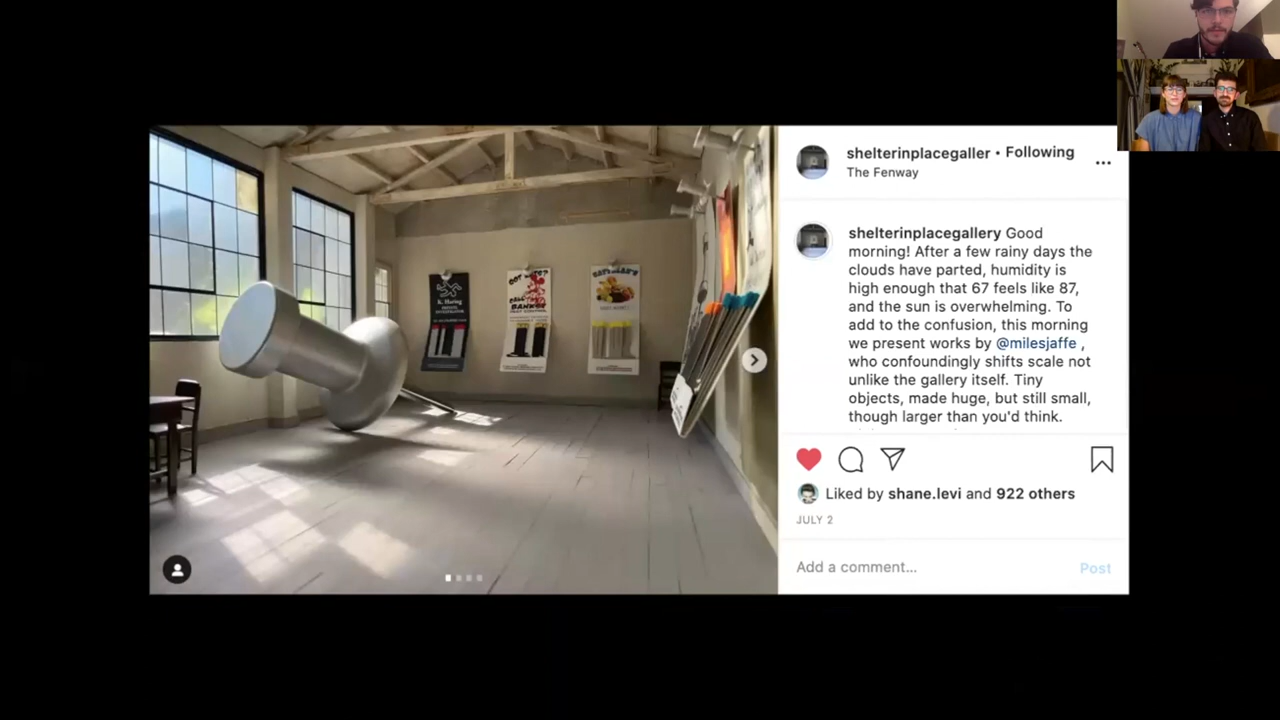 shelterinplacegaller • Following
The Fenway
shelterinplacegallery Good
morning! After a few rainy days the
clouds have parted, humidity is
high enough that 67 feels like 87,
and the sun is overwhelming. To
add to the confusion, this morning
we present works by @milesjaffe ,
who confoundingly shifts scale not
unlike the gallery itself. Tiny
objects, made huge, but still small,
though larger than you'd think.
Liked by shane.levi and 922 others
JULY 2
Add a comment...
Post
K. Haring